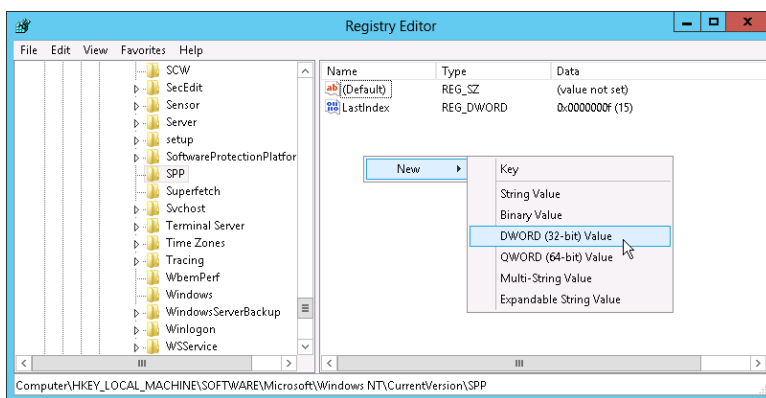 Registry Editor
File Edit View Favorites Help
SCW
SecEdit
Sensor
Server
setup
SoftwareProtectionPlatfor
SPP
Superfetch
Svchost
Terminal Server
Time Zones
Tracing
WbemPerf
Windows
WindowsServerBackup
Winlogon
WSService
Name Type Data
ab (Default) REG_SZ (value not set)
LastIndex REG_DWORD 0x0000000f (15)
New
Key
String Value
Binary Value
DWORD (32-bit) Value
QWORD (64-bit) Value
Multi-String Value
Expandable String Value
Computer\HKEY_LOCAL_MACHINE\SOFTWARE\Microsoft\Windows NT\CurrentVersion\SPP